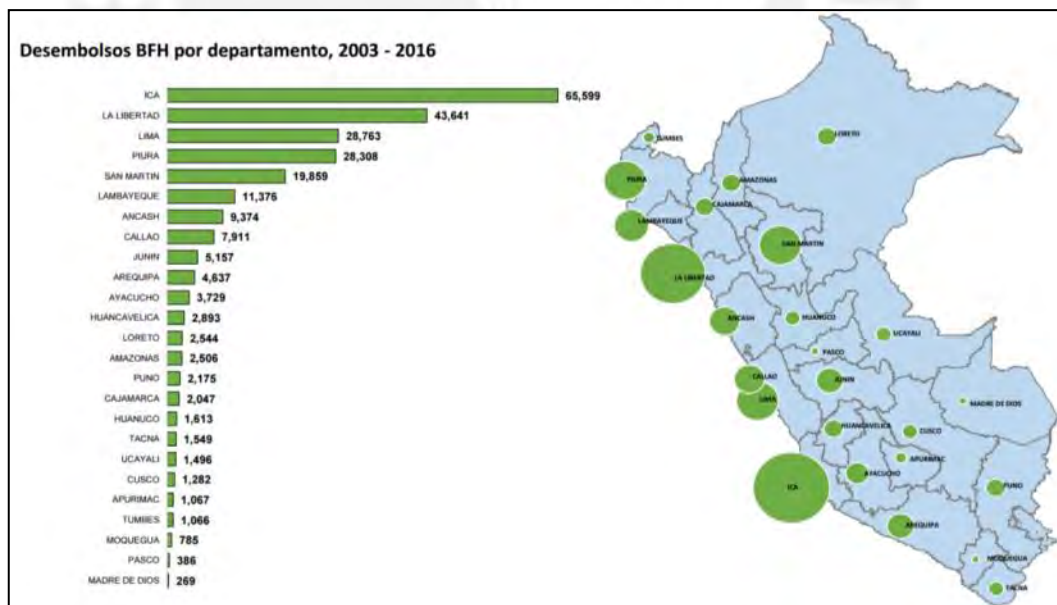 Desembolsos BFH por departamento, 2003 - 2016
ICA 65,599
LA LIBERTAD 43,641
LIMA 28,763
PIURA 28,308
SAN MARTIN 19,859
LAMBAYEQUE 11,376
ANCASH 9,374
CALLAO 7,911
JUNIN 5,157
AREQUIPA 4,637
AYACUCHO 3,729
HUANCAVELICA 2,893
LORETO 2,544
AMAZONAS 2,506
PUNO 2,175
CAJAMARCA 2,047
HUANUCO 1,613
TACNA 1,549
UCAYALI 1,496
CUSCO 1,282
APURIMAC 1,067
TUMBES 1,066
MOQUEGUA 785
PASCO 386
MADRE DE DIOS 269
TUMBES
LORETO
PIURA
AMAZONAS
CAJAMARCA
LAMBAYEQUE
SAN MARTIN
LA LIBERTAD
ANCASH
HUANUCO
UCAYALI
PASCO
CALLAO
JUNIN
LIMA
MADRE DE DIOS
HUANCAVELICA
CUSCO
APURIMAC
AYACUCHO
ICA
PUNO
AREQUIPA
MOQUEGUA
TACNA